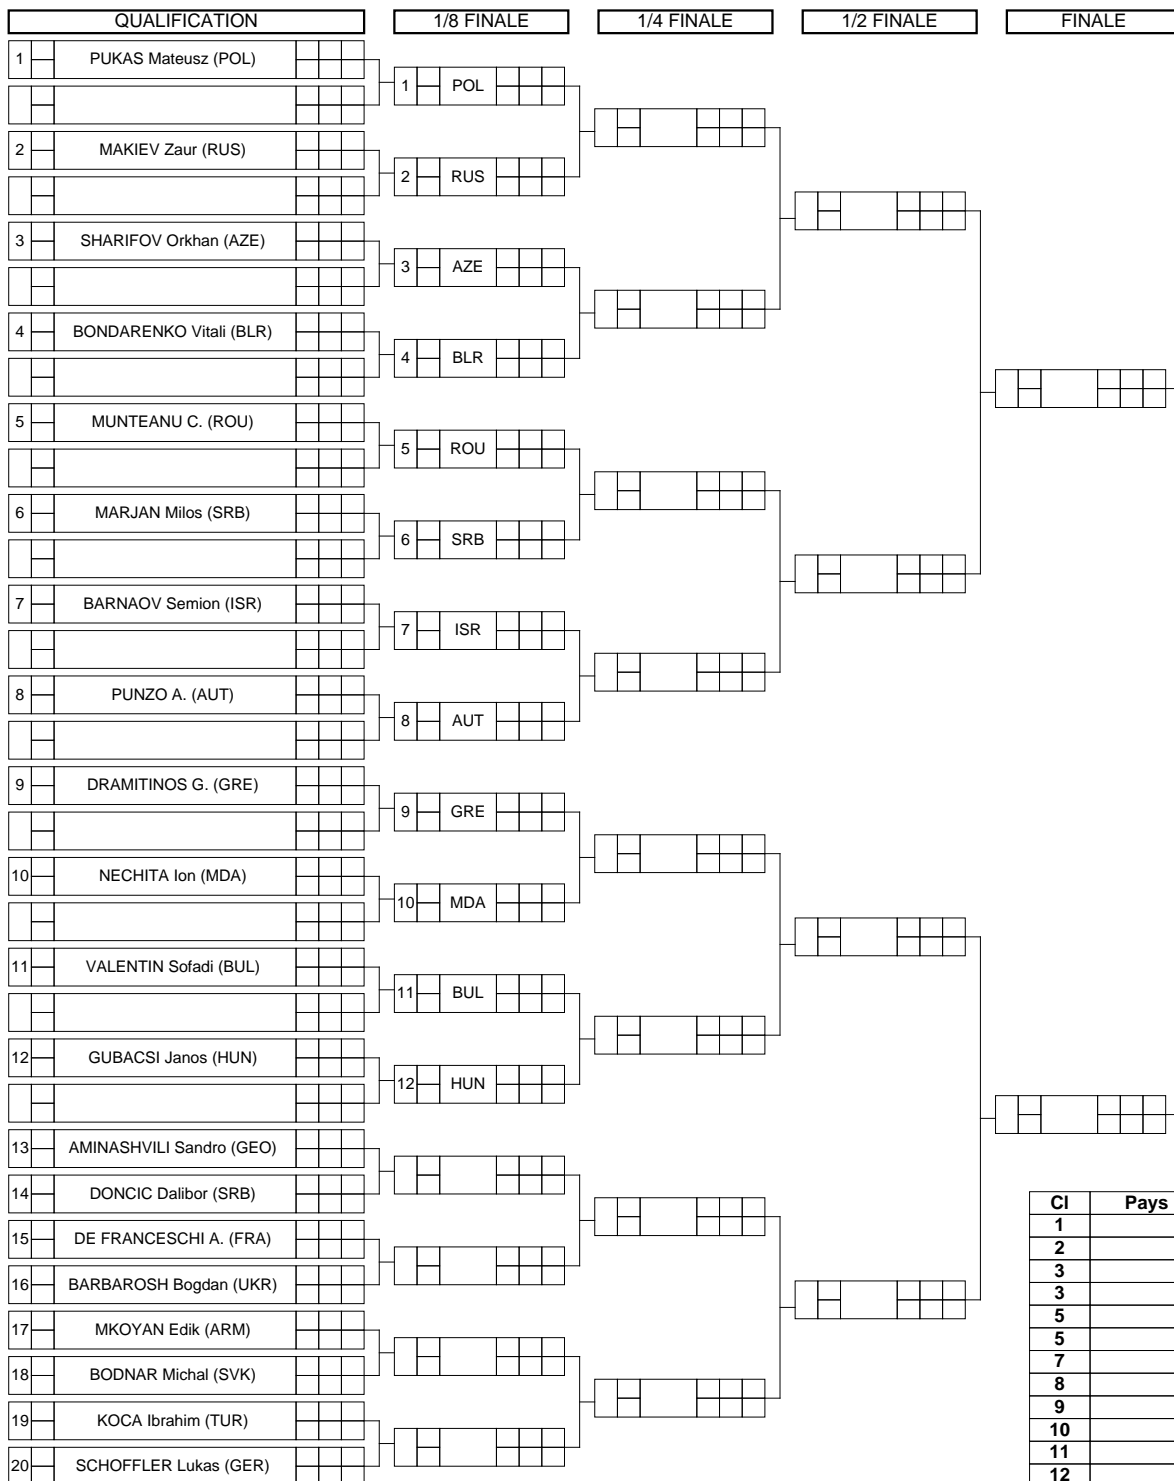 QUALIFICATION 1/8 FINALE 1/4 FINALE 1/2 FINALE FINALE
1 PUKAS Mateusz (POL)
1 POL
2 MAKIEV Zaur (RUS)
2 RUS
3 SHARIFOV Orkhan (AZE)
3 AZE
4 BONDARENKO Vitali (BLR)
4 BLR
5 MUNTEANU C. (ROU)
5 ROU
6 MARJAN Milos (SRB)
6 SRB
7 BARNAOV Semion (ISR)
7 ISR
8 PUNZO A. (AUT)
8 AUT
9 DRAMITINOS G. (GRE)
9 GRE
10 NECHITA Ion (MDA)
10 MDA
11 VALENTIN Sofadi (BUL)
11 BUL
12 GUBACSI Janos (HUN)
12 HUN
13 AMINASHVILI Sandro (GEO)
14 DONCIC Dalibor (SRB)
15 DE FRANCESCHI A. (FRA)
16 BARBAROSH Bogdan (UKR)
17 MKOYAN Edik (ARM)
18 BODNAR Michal (SVK)
19 KOCA Ibrahim (TUR)
20 SCHOFFLER Lukas (GER)
Cl Pays
1
2
3
3
5
5
7
8
9
10
11
12